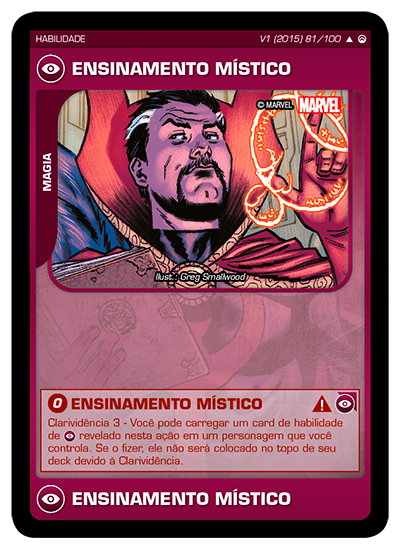 HABILIDADE V1 (2015) 81/100
ENSINAMENTO MÍSTICO
© MARVEL MARVEL
MAGIA
Ilust.: Greg Smallwood
0 ENSINAMENTO MÍSTICO
Clarividência 3 - Você pode carregar um card de habilidade
de revelado nesta ação em um personagem que você
controla. Se o fizer, ele não será colocado no topo de seu
deck devido à Clarividência.
ENSINAMENTO MÍSTICO